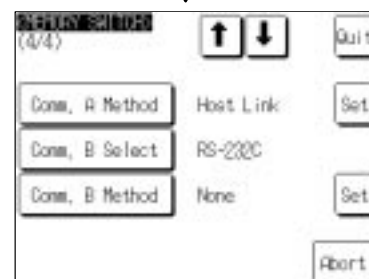 (MEMORY SWITCH)
(4/4)
Quit
Comm. A Method Host Link Set
Comm. B Select RS-232C
Comm. B Method None Set
Abort